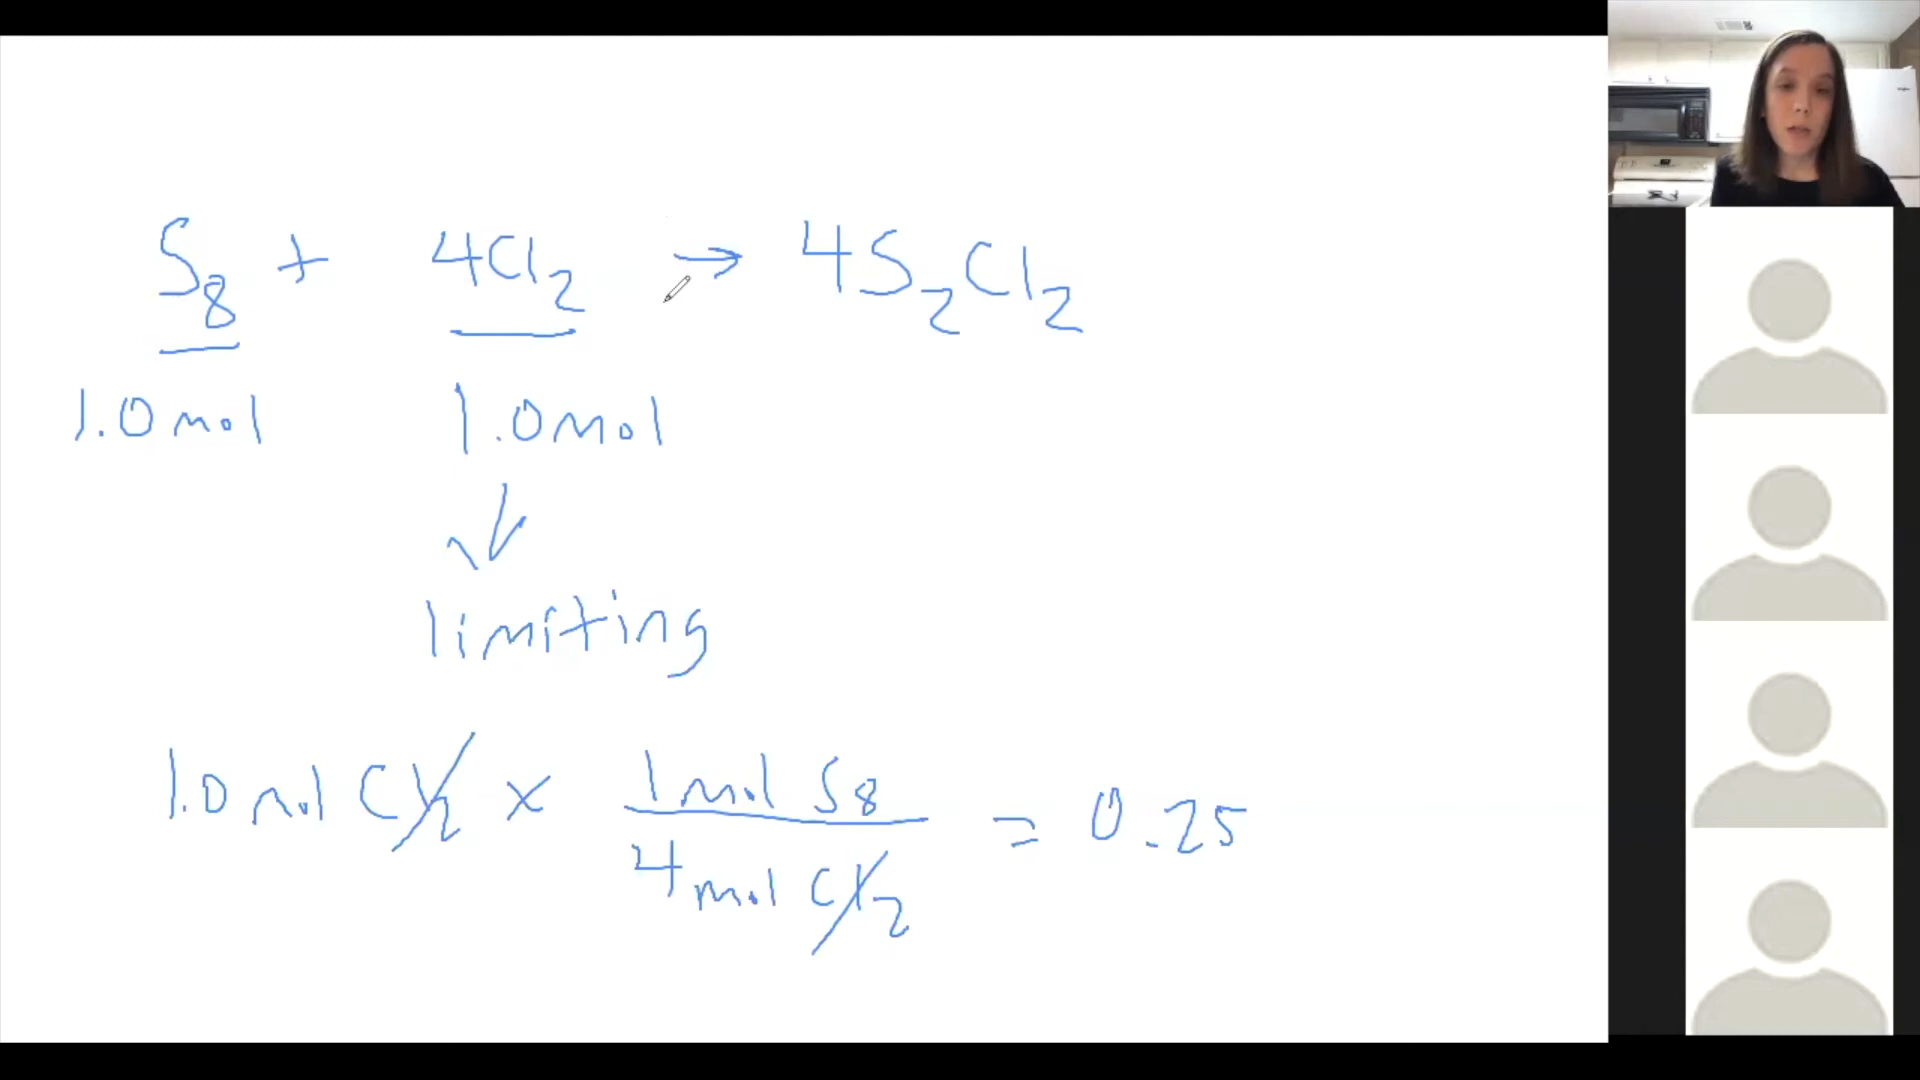 S₈ + 4Cl₂ → 4S₂Cl₂
1.0 mol 1.0 mol
limiting
1.0 mol Cl₂ × 1 mol S₈ / 4 mol Cl₂ = 0.25